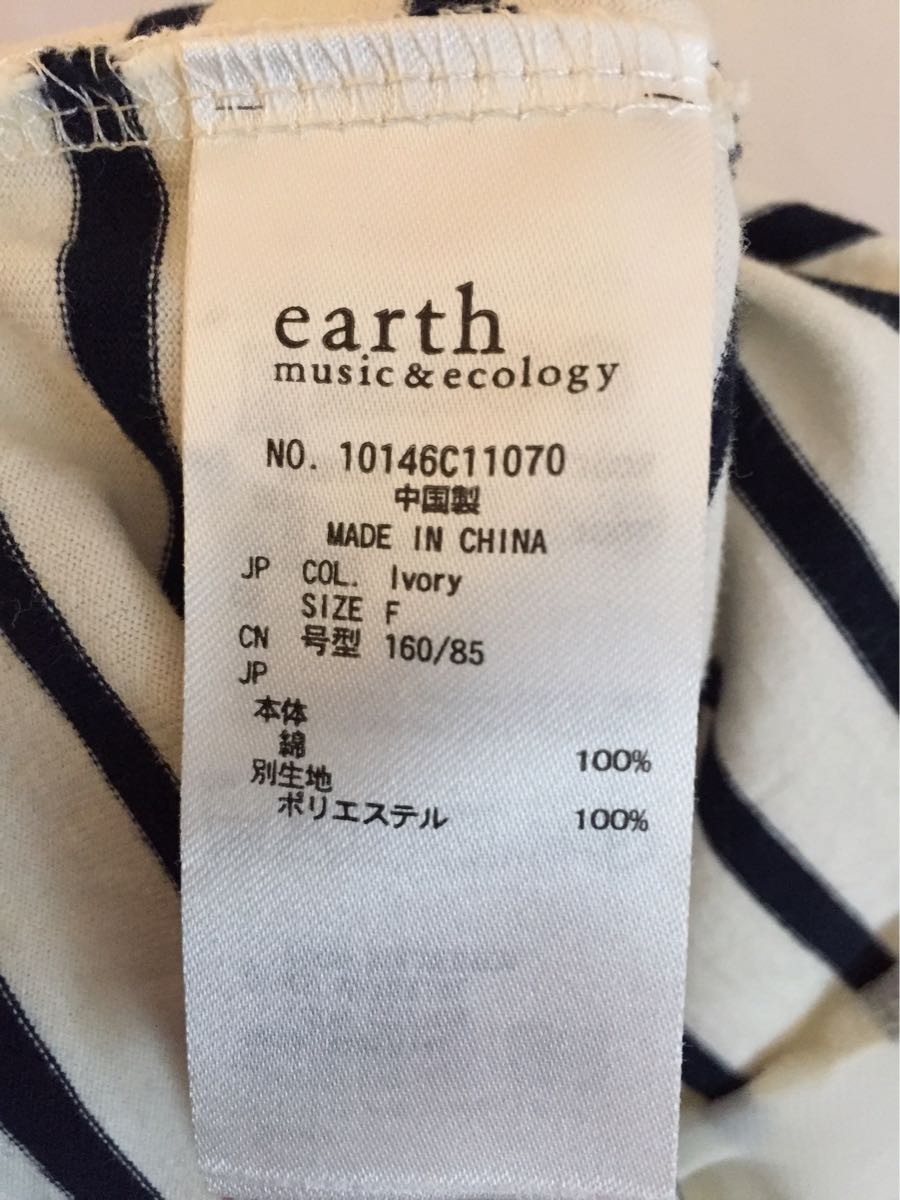 earth
music & ecology
NO. 10146C11070
中国製
MADE IN CHINA
JP COL. Ivory
SIZE F
CN 号型 160/85
JP
本体
綿 100%
別生地
ポリエステル 100%